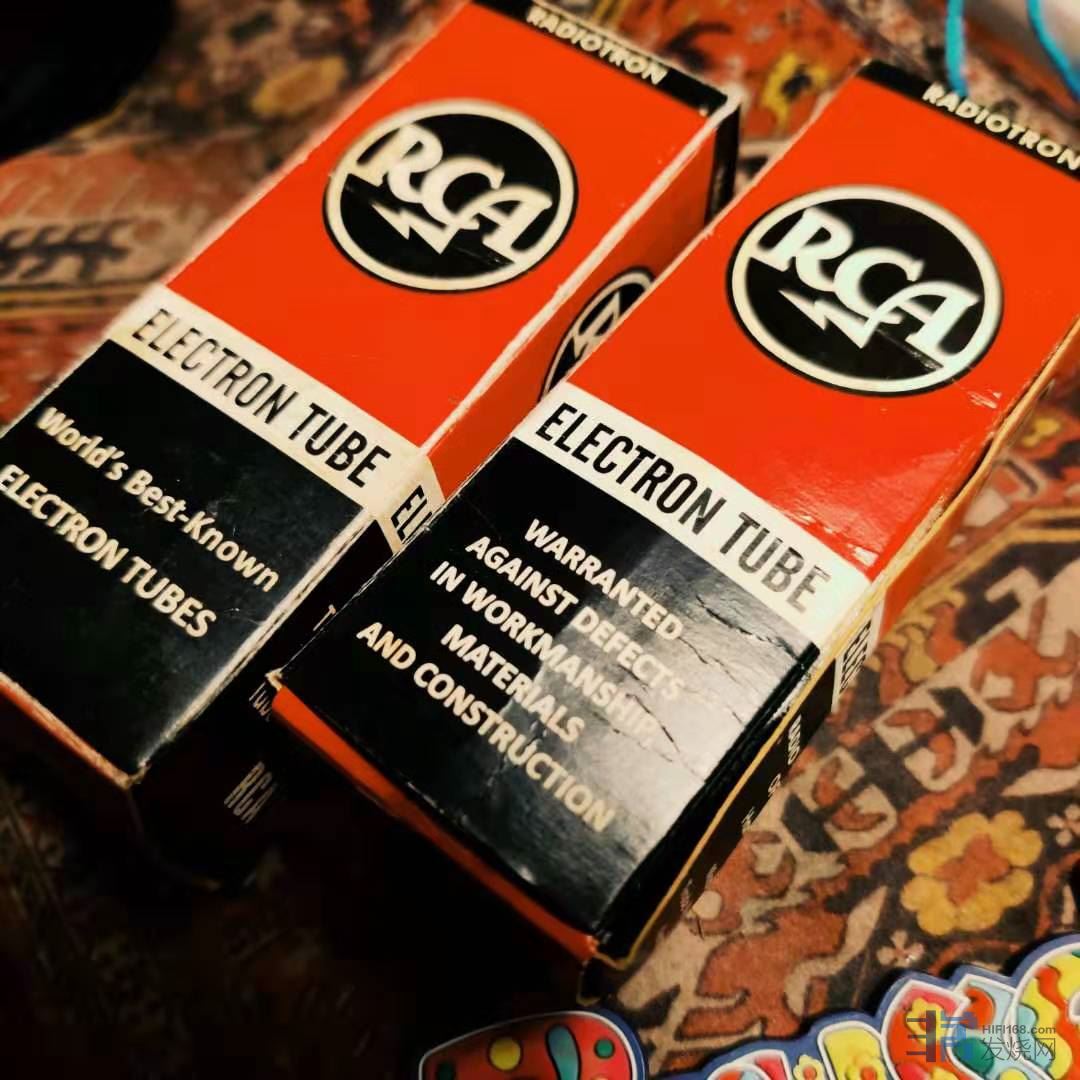 RADIOTRON
RCA
ELECTRON TUBE
World's Best-Known
ELECTRON TUBES
RCA
RADIOTRON
RCA
ELECTRON TUBE
WARRANTED
AGAINST DEFECTS
IN WORKMANSHIP,
MATERIALS
AND CONSTRUCTION
HIFI168.com
发烧网